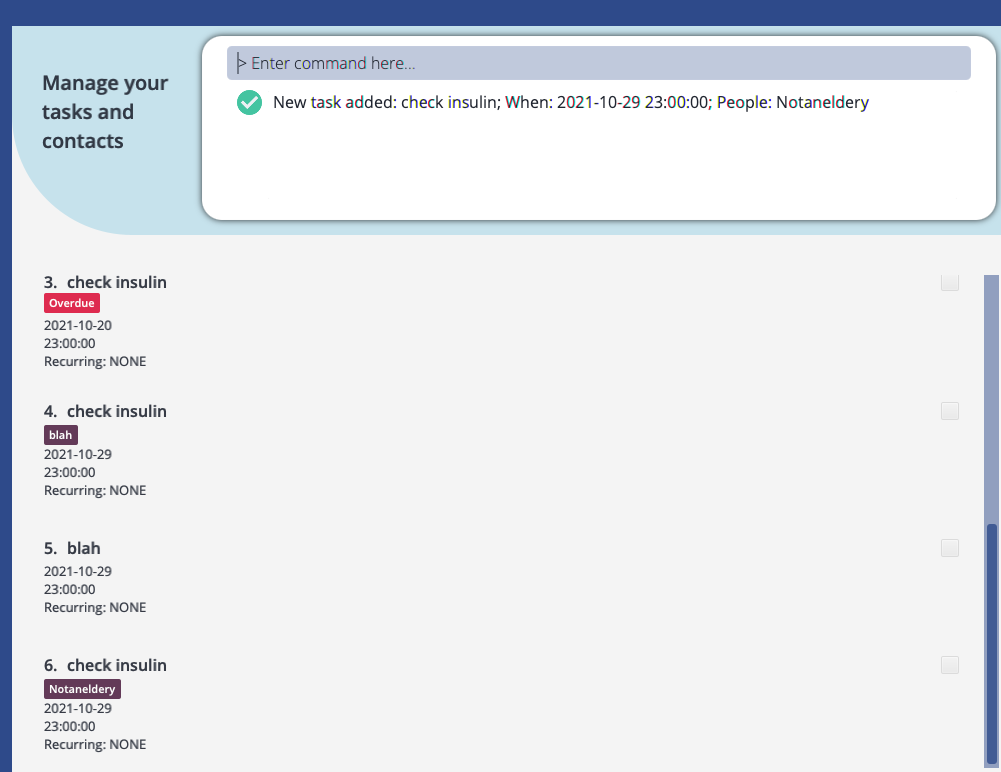 Manage your
tasks and
contacts
> Enter command here...
New task added: check insulin; When: 2021-10-29 23:00:00; People: Notaneldery
3. check insulin
Overdue
2021-10-20
23:00:00
Recurring: NONE
4. check insulin
blah
2021-10-29
23:00:00
Recurring: NONE
5. blah
2021-10-29
23:00:00
Recurring: NONE
6. check insulin
Notaneldery
2021-10-29
23:00:00
Recurring: NONE